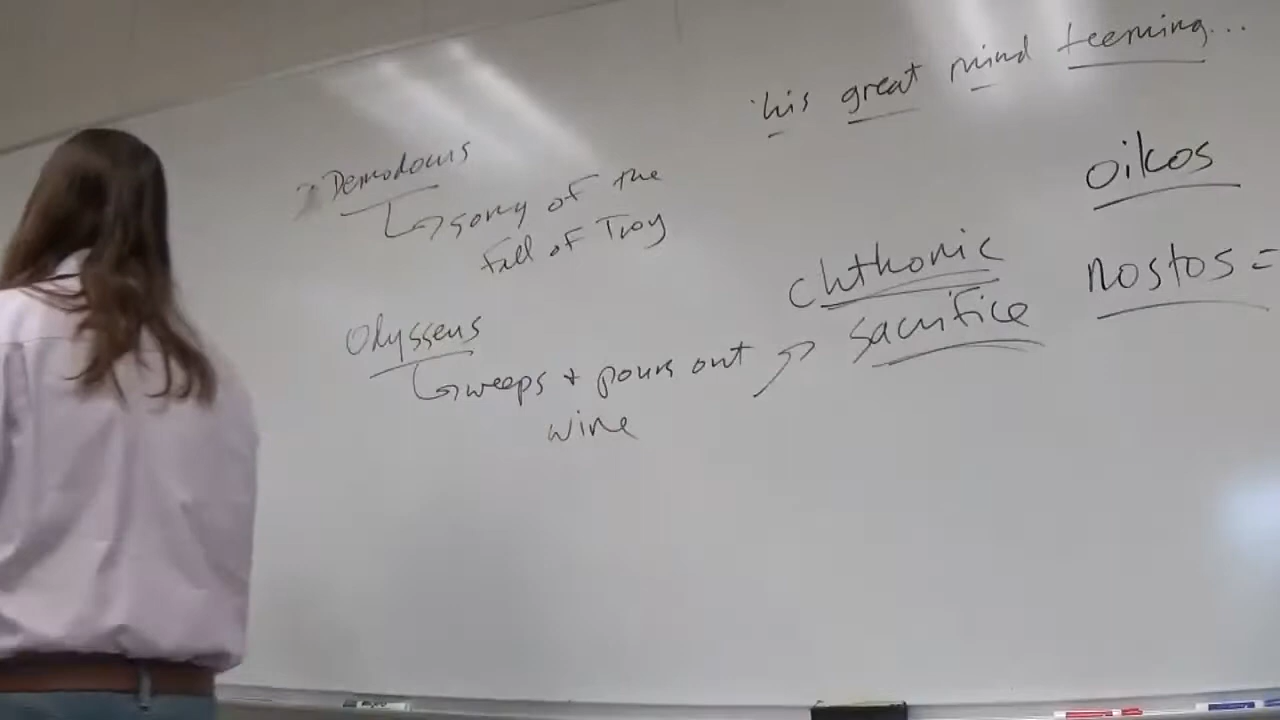 his great mind teeming...
Demodocus
↳ song of the
fall of Troy
oikos
chthonic
sacrifice
nostos =
Odysseus
↳ weeps + pours out →
wine